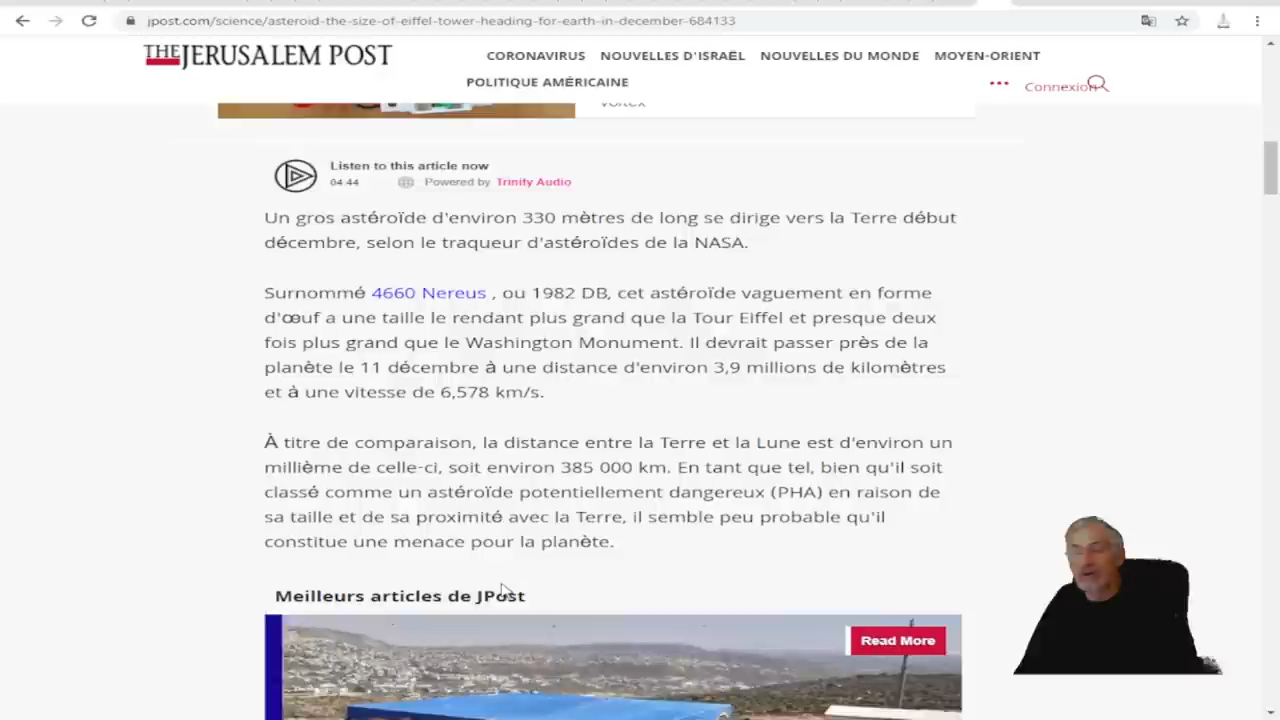 jpost.com/science/asteroid-the-size-of-eiffel-tower-heading-for-earth-in-december-684133
THE JERUSALEM POST
CORONAVIRUS NOUVELLES D'ISRAËL NOUVELLES DU MONDE MOYEN-ORIENT
POLITIQUE AMÉRICAINE
Connexion
Listen to this article now
04:44 Powered by Trinity Audio
Un gros astéroïde d'environ 330 mètres de long se dirige vers la Terre début
décembre, selon le traqueur d'astéroïdes de la NASA.
Surnommé 4660 Nereus , ou 1982 DB, cet astéroïde vaguement en forme
d'œuf a une taille le rendant plus grand que la Tour Eiffel et presque deux
fois plus grand que le Washington Monument. Il devrait passer près de la
planète le 11 décembre à une distance d'environ 3,9 millions de kilomètres
et à une vitesse de 6,578 km/s.
À titre de comparaison, la distance entre la Terre et la Lune est d'environ un
millième de celle-ci, soit environ 385 000 km. En tant que tel, bien qu'il soit
classé comme un astéroïde potentiellement dangereux (PHA) en raison de
sa taille et de sa proximité avec la Terre, il semble peu probable qu'il
constitue une menace pour la planète.
Meilleurs articles de JPost
Read More